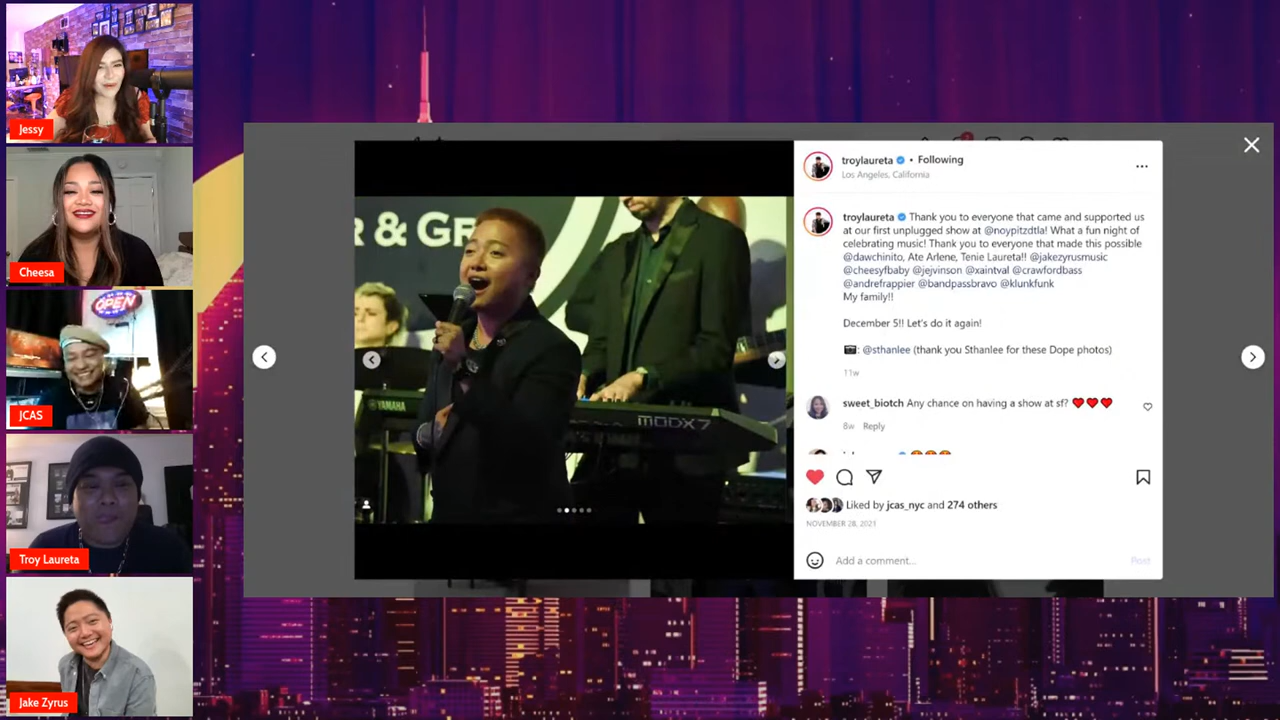 Jessy
Cheesa
OPEN
JCAS
Troy Laureta
Jake Zyrus
R & GR
YAMAHA
MODX7
troylaureta • Following
Los Angeles, California
troylaureta Thank you to everyone that came and supported us
at our first unplugged show at @noypitzdtla! What a fun night of
celebrating music! Thank you to everyone that made this possible
@dawchinito, Ate Arlene, Tenie Laureta!! @jakezyrusmusic
@cheesyfbaby @jejvinson @xaintval @crawfordbass
@andrefrappier @bandpassbravo @klunkfunk
My family!!
December 5!! Let's do it again!
: @sthanlee (thank you Sthanlee for these Dope photos)
11w
sweet_biotch Any chance on having a show at sf? ❤️❤️❤️
8w Reply
Liked by jcas_nyc and 274 others
NOVEMBER 28, 2021
Add a comment...
Post